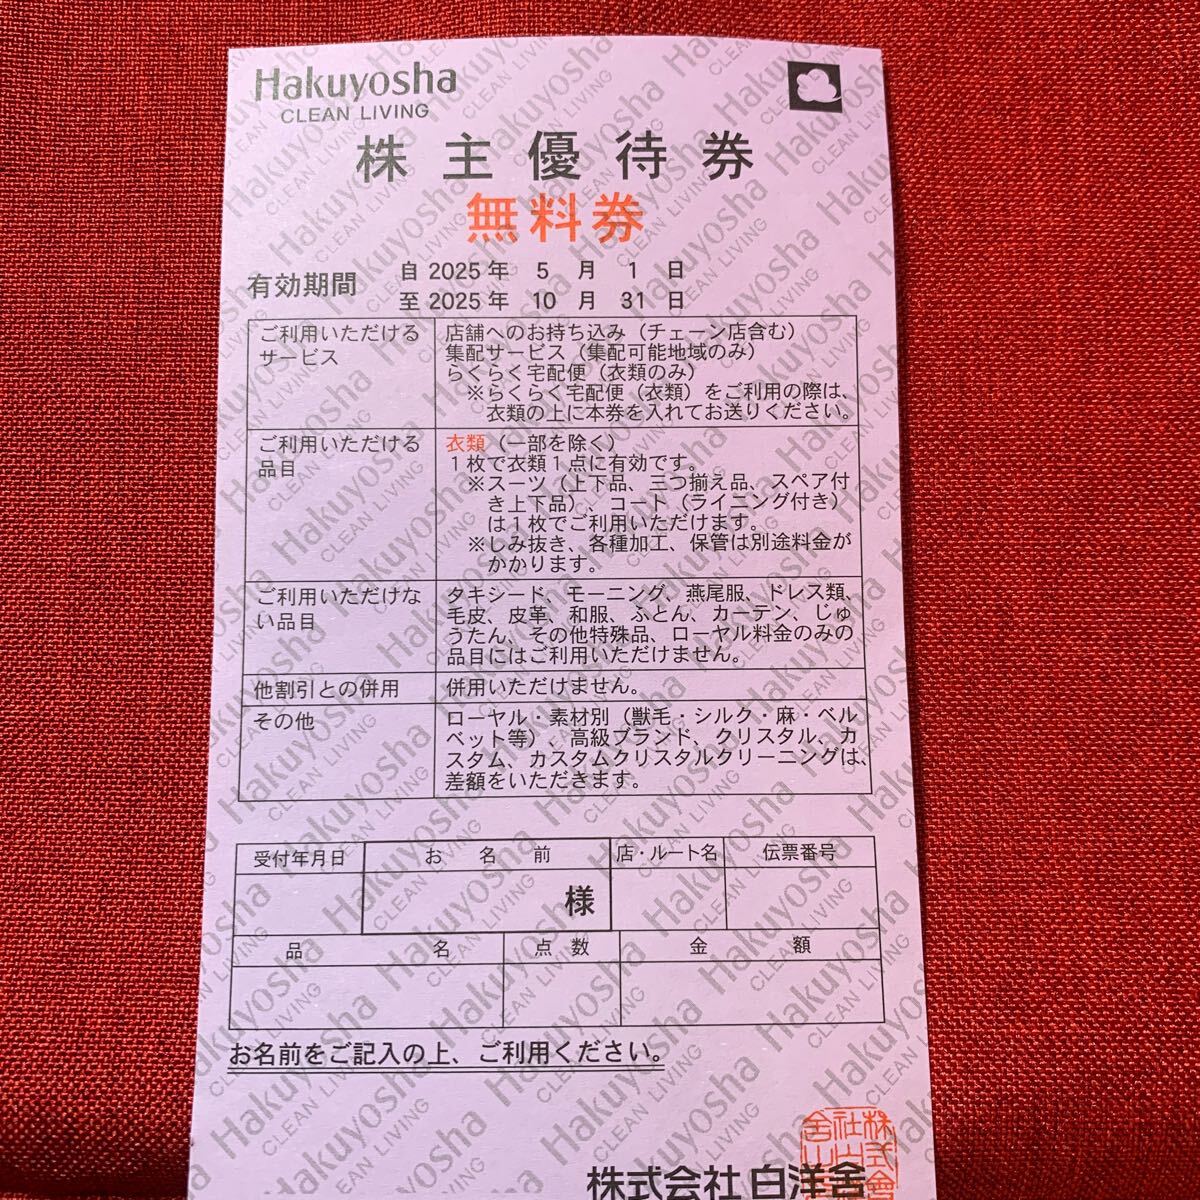 Hakuyosha
CLEAN LIVING
株主優待券
無料券
有効期間
自 2025年 5 月 1 日
至 2025年 10 月 31 日
ご利用いただける
サービス
店舗へのお持ち込み（チェーン店含む）
集配サービス（集配可能地域のみ）
らくらく宅配便（衣類のみ）
※らくらく宅配便（衣類）をご利用の際は、
衣類の上に本券を入れてお送りください。
ご利用いただける
品目
衣類（一部を除く）
１枚で衣類１点に有効です。
※スーツ（上下品、三つ揃え品、スペア付
き上下品）、コート（ライニング付き）
は１枚でご利用いただけます。
※しみ抜き、各種加工、保管は別途料金が
かかります。
ご利用いただけな
い品目
タキシード、モーニング、燕尾服、ドレス類、
毛皮、皮革、和服、ふとん、カーテン、じゅ
うたん、その他特殊品、ローヤル料金のみの
品目にはご利用いただけません。
他割引との併用
併用いただけません。
その他
ローヤル・素材別（獣毛・シルク・麻・ベル
ベット等）、高級ブランド、クリスタル、カ
スタム、カスタムクリスタルクリーニングは、
差額をいただきます。
受付年月日
お名前
店・ルート名
伝票番号
様
品名
点数
金額
お名前をご記入の上、ご利用ください。
株式会社 白洋舍